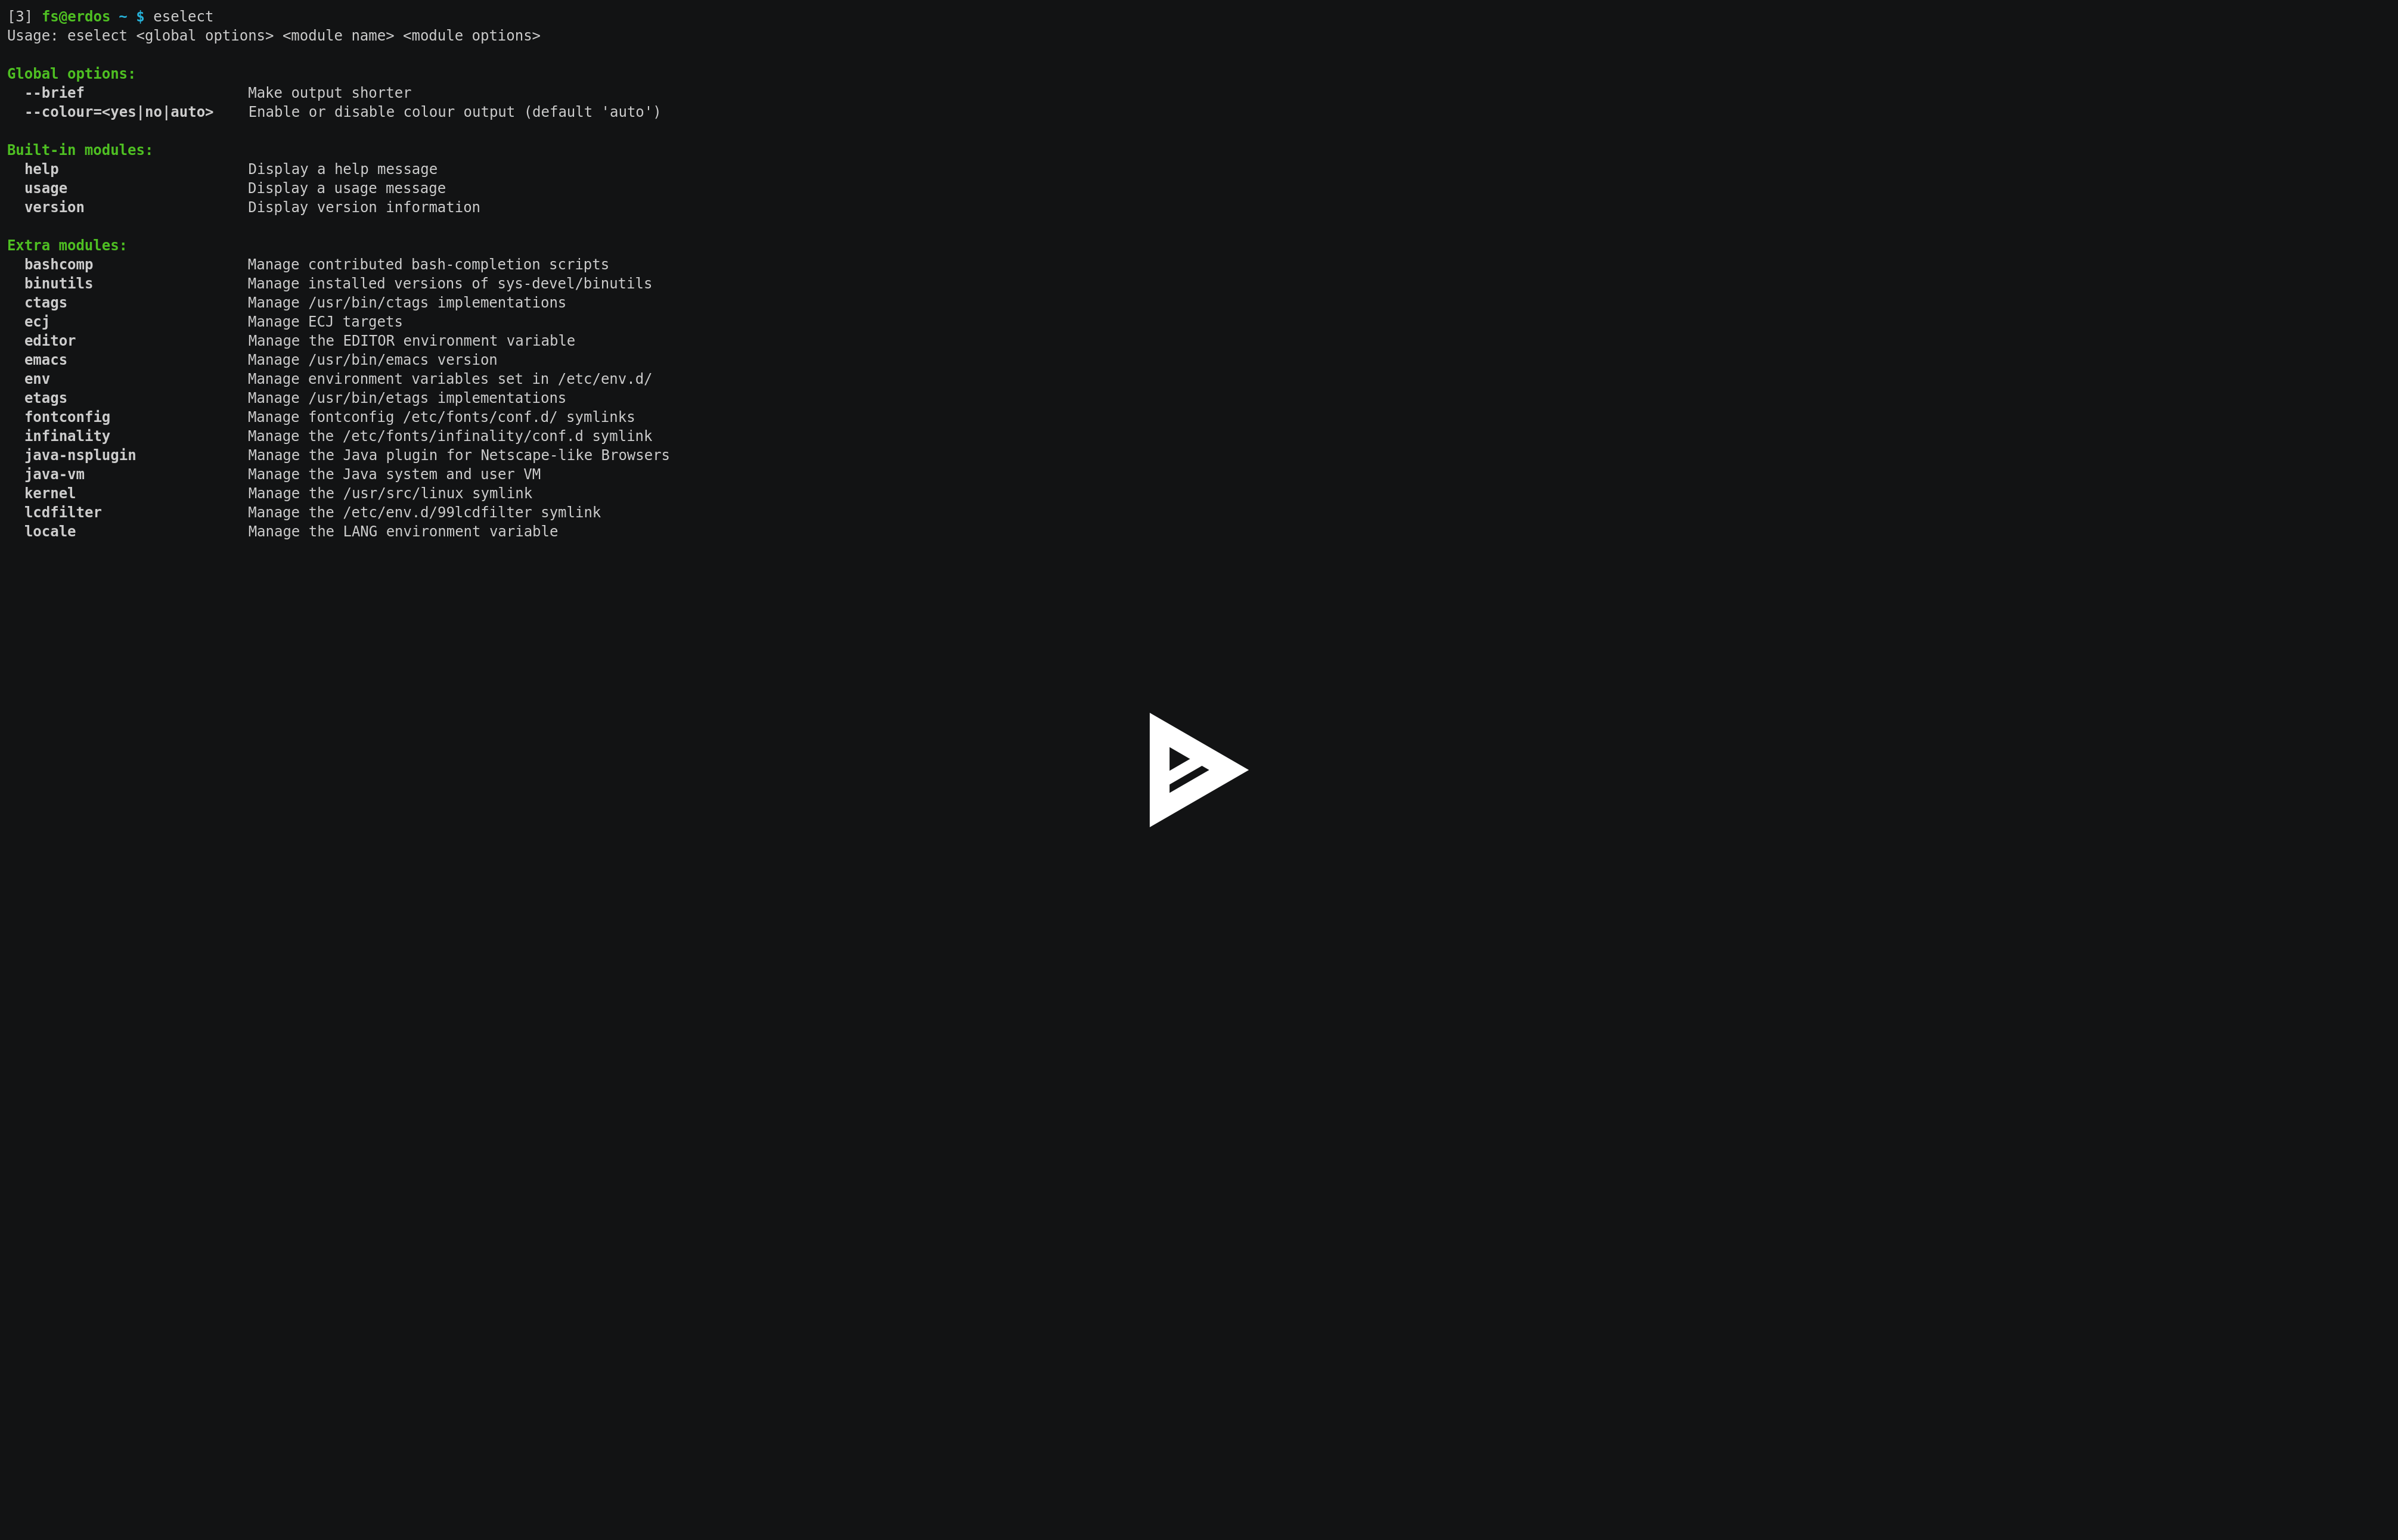 [3] fs@erdos ~ $ eselect
Usage: eselect <global options> <module name> <module options>
Global options:
--brief Make output shorter
--colour=<yes|no|auto> Enable or disable colour output (default 'auto')
Built-in modules:
help Display a help message
usage Display a usage message
version Display version information
Extra modules:
bashcomp Manage contributed bash-completion scripts
binutils Manage installed versions of sys-devel/binutils
ctags Manage /usr/bin/ctags implementations
ecj Manage ECJ targets
editor Manage the EDITOR environment variable
emacs Manage /usr/bin/emacs version
env Manage environment variables set in /etc/env.d/
etags Manage /usr/bin/etags implementations
fontconfig Manage fontconfig /etc/fonts/conf.d/ symlinks
infinality Manage the /etc/fonts/infinality/conf.d symlink
java-nsplugin Manage the Java plugin for Netscape-like Browsers
java-vm Manage the Java system and user VM
kernel Manage the /usr/src/linux symlink
lcdfilter Manage the /etc/env.d/99lcdfilter symlink
locale Manage the LANG environment variable